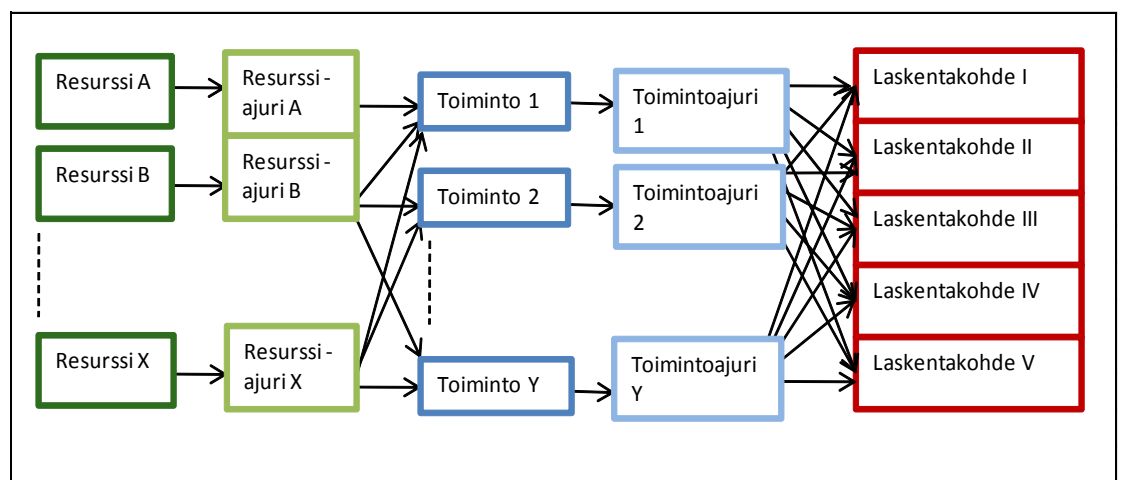 Resurssi A
Resurssi-
ajuri A
Toiminto 1
Toimintoajuri
1
Laskentakohde I
Resurssi B
Resurssi-
ajuri B
Toiminto 2
Toimintoajuri
2
Laskentakohde II
Laskentakohde III
Laskentakohde IV
Resurssi X
Resurssi-
ajuri X
Toiminto Y
Toimintoajuri
Y
Laskentakohde V